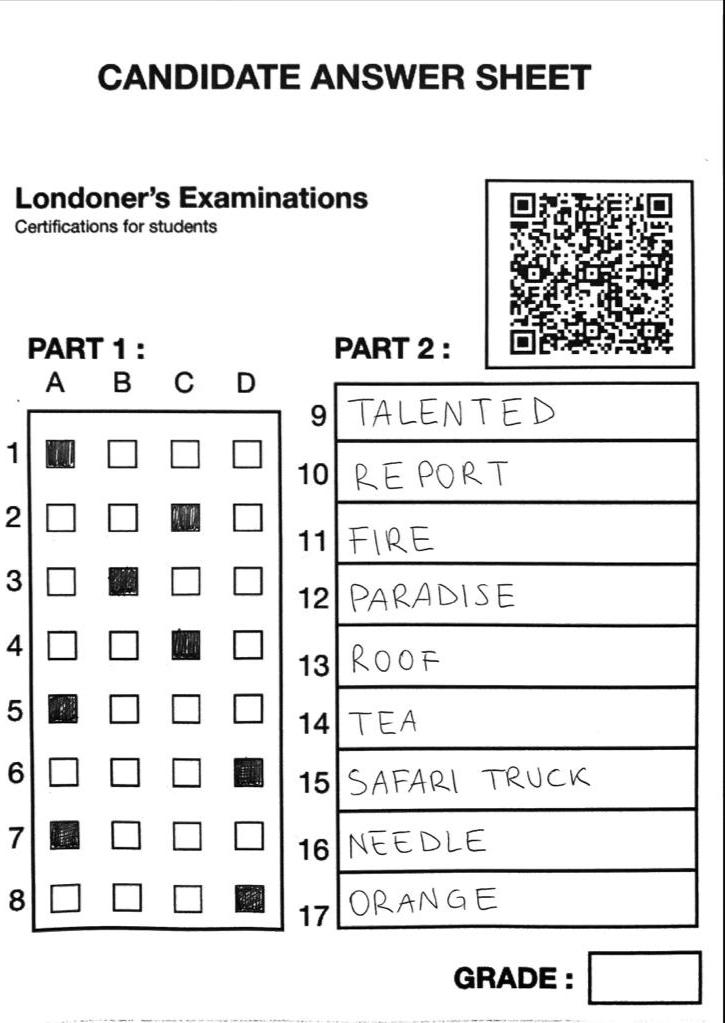 CANDIDATE ANSWER SHEET
Londoner's Examinations
Certifications for students
PART 1 :
A B C D
1
2
3
4
5
6
7
8
PART 2 :
9 TALENTED
10 REPORT
11 FIRE
12 PARADISE
13 ROOF
14 TEA
15 SAFARI TRUCK
16 NEEDLE
17 ORANGE
GRADE :